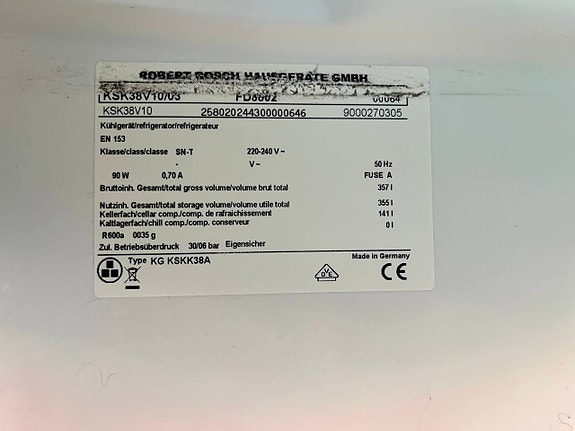 ROBERT BOSCH HAUSGERÄTE GMBH
KSK38V10/03 FD8602 00064
KSK38V10 258020244300000646 9000270305
Kühlgerät/refrigerator/refrigerateur
EN 153
Klasse/class/classe SN-T 220-240 V ~
- V ~ 50 Hz
90 W 0,70 A FUSE A
Bruttoinh. Gesamt/total gross volume/volume brut total 357 l
Nutzinh. Gesamt/total storage volume/volume utile total 355 l
Kellerfach/cellar comp./comp. de rafraichissement 141 l
Kaltlagerfach/chill comp./comp. conserveur 0 l
R600a 0035 g
Zul. Betriebsüberdruck 30/06 bar Eigensicher
Type KG KSKK38A
Made in Germany
VDE
CE